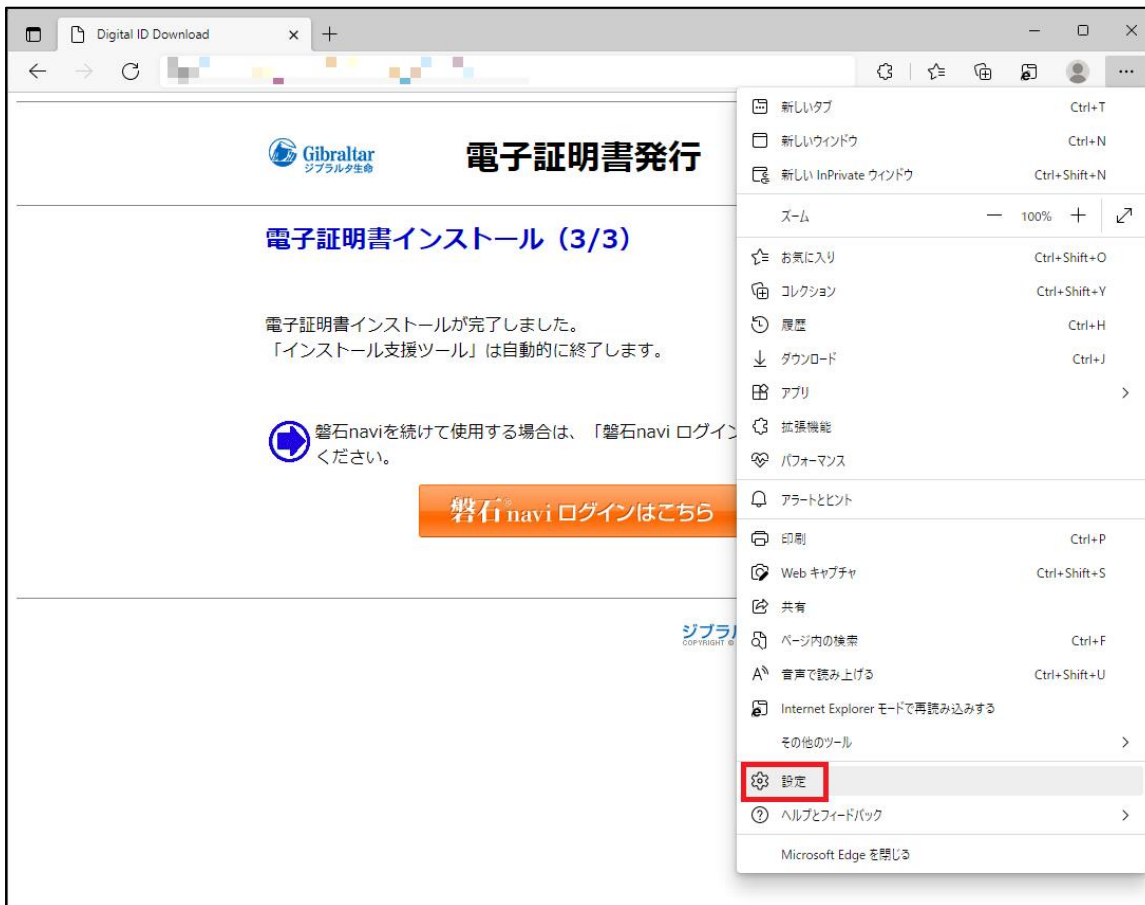 Digital ID Download
Gibraltar
ジブラルタ生命
電子証明書発行
電子証明書インストール（3/3）
電子証明書インストールが完了しました。
「インストール支援ツール」は自動的に終了します。
磐石naviを続けて使用する場合は、「磐石navi ログイン
ください。
磐石®navi ログインはこちら
ジブラ
COPYRIGHT ©
新しいタブ Ctrl+T
新しいウィンドウ Ctrl+N
新しい InPrivate ウィンドウ Ctrl+Shift+N
ズーム 100%
お気に入り Ctrl+Shift+O
コレクション Ctrl+Shift+Y
履歴 Ctrl+H
ダウンロード Ctrl+J
アプリ
拡張機能
パフォーマンス
アラートとヒント
印刷 Ctrl+P
Web キャプチャ Ctrl+Shift+S
共有
ページ内の検索 Ctrl+F
音声で読み上げる Ctrl+Shift+U
Internet Explorer モードで再読み込みする
その他のツール
設定
ヘルプとフィードバック
Microsoft Edge を閉じる